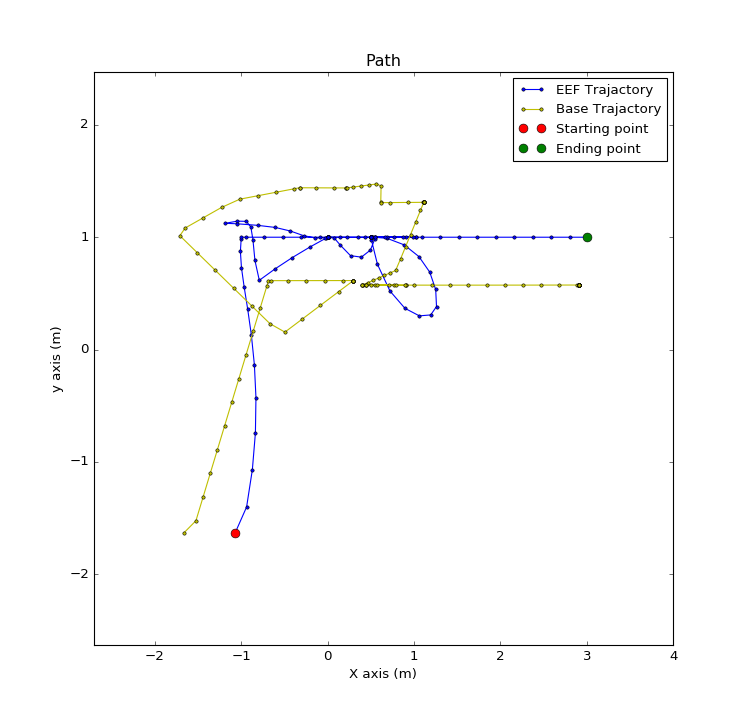 Path
EEF Trajactory
Base Trajactory
Starting point
Ending point
2
1
0
−1
−2
y axis (m)
−2
−1
0
1
2
3
4
X axis (m)